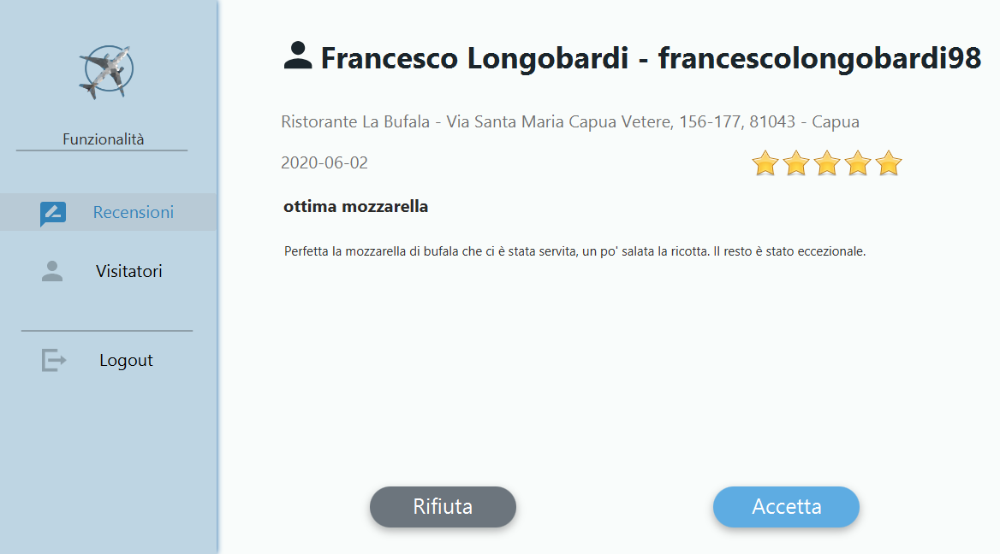 Funzionalità
Recensioni
Visitatori
Logout
Francesco Longobardi - francescolongobardi98
Ristorante La Bufala - Via Santa Maria Capua Vetere, 156-177, 81043 - Capua
2020-06-02
ottima mozzarella
Perfetta la mozzarella di bufala che ci è stata servita, un po' salata la ricotta. Il resto è stato eccezionale.
Rifiuta
Accetta